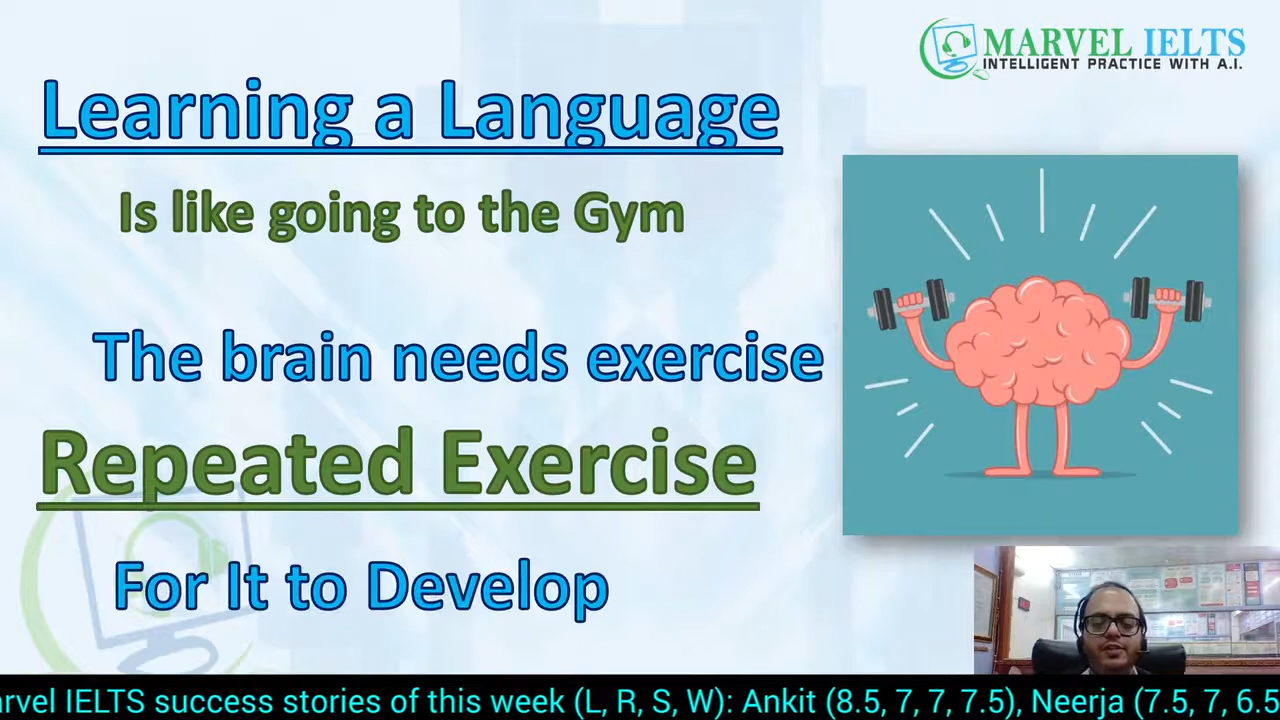 MARVEL IELTS
INTELLIGENT PRACTICE WITH A.I.
Learning a Language
Is like going to the Gym
The brain needs exercise
Repeated Exercise
For It to Develop
arvel IELTS success stories of this week (L, R, S, W): Ankit (8.5, 7, 7, 7.5), Neerja (7.5, 7, 6.5